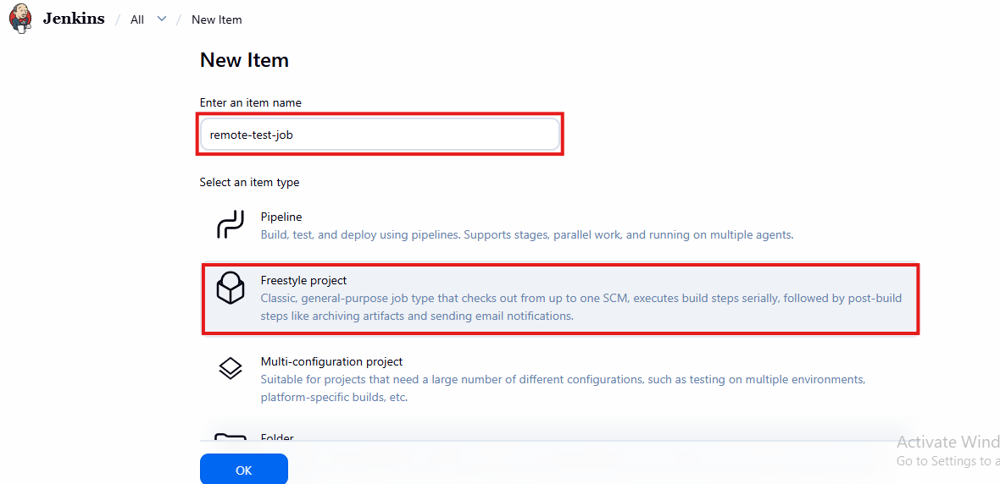 Jenkins / All / New Item
New Item
Enter an item name
remote-test-job
Select an item type
Pipeline
Build, test, and deploy using pipelines. Supports stages, parallel work, and running on multiple agents.
Freestyle project
Classic, general-purpose job type that checks out from up to one SCM, executes build steps serially, followed by post-build
steps like archiving artifacts and sending email notifications.
Multi-configuration project
Suitable for projects that need a large number of different configurations, such as testing on multiple environments,
platform-specific builds, etc.
Folder
OK
Activate Wind
Go to Settings to a